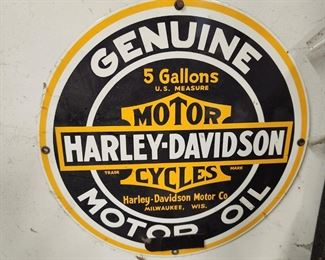 GENUINE
5 Gallons
U.S. MEASURE
MOTOR
HARLEY-DAVIDSON
TRADE MARK
CYCLES
Harley-Davidson Motor Co
MILWAUKEE, WIS.
MOTOR OIL